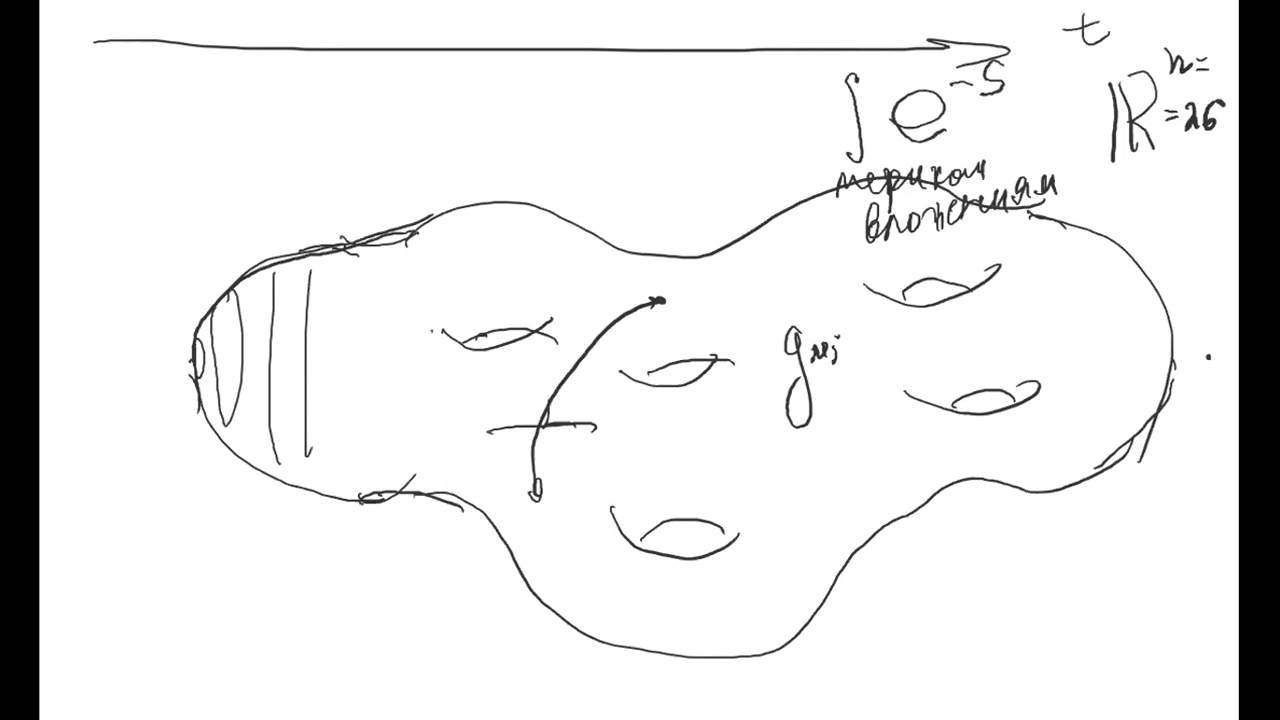 t
∫ e^{-S}
ℝ^{n=
=26}
метрикам
вложениям
g_{ij}